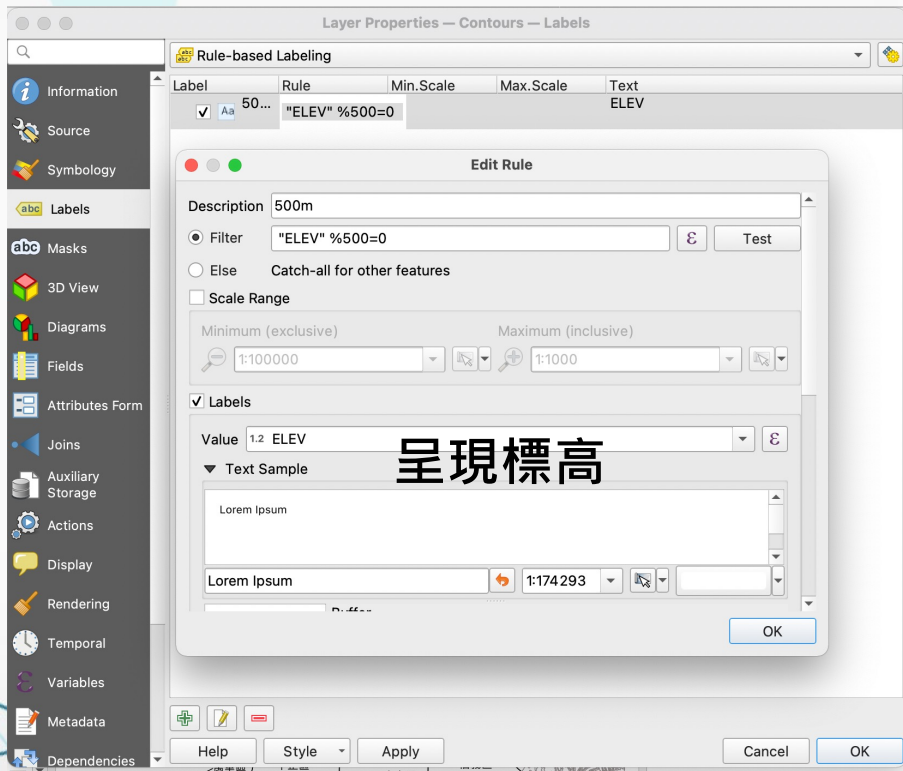 Layer Properties — Contours — Labels
Rule-based Labeling
Label Rule Min.Scale Max.Scale Text
50... "ELEV" %500=0 ELEV
Information
Source
Symbology
Labels
Masks
3D View
Diagrams
Fields
Attributes Form
Joins
Auxiliary
Storage
Actions
Display
Rendering
Temporal
Variables
Metadata
Dependencies
Edit Rule
Description 500m
Filter "ELEV" %500=0 ε Test
Else Catch-all for other features
Scale Range
Minimum (exclusive) Maximum (inclusive)
1:100000 1:1000
Labels
Value 1.2 ELEV ε
呈現標高
Text Sample
Lorem Ipsum
Lorem Ipsum 1:174293
OK
Help Style Apply Cancel OK